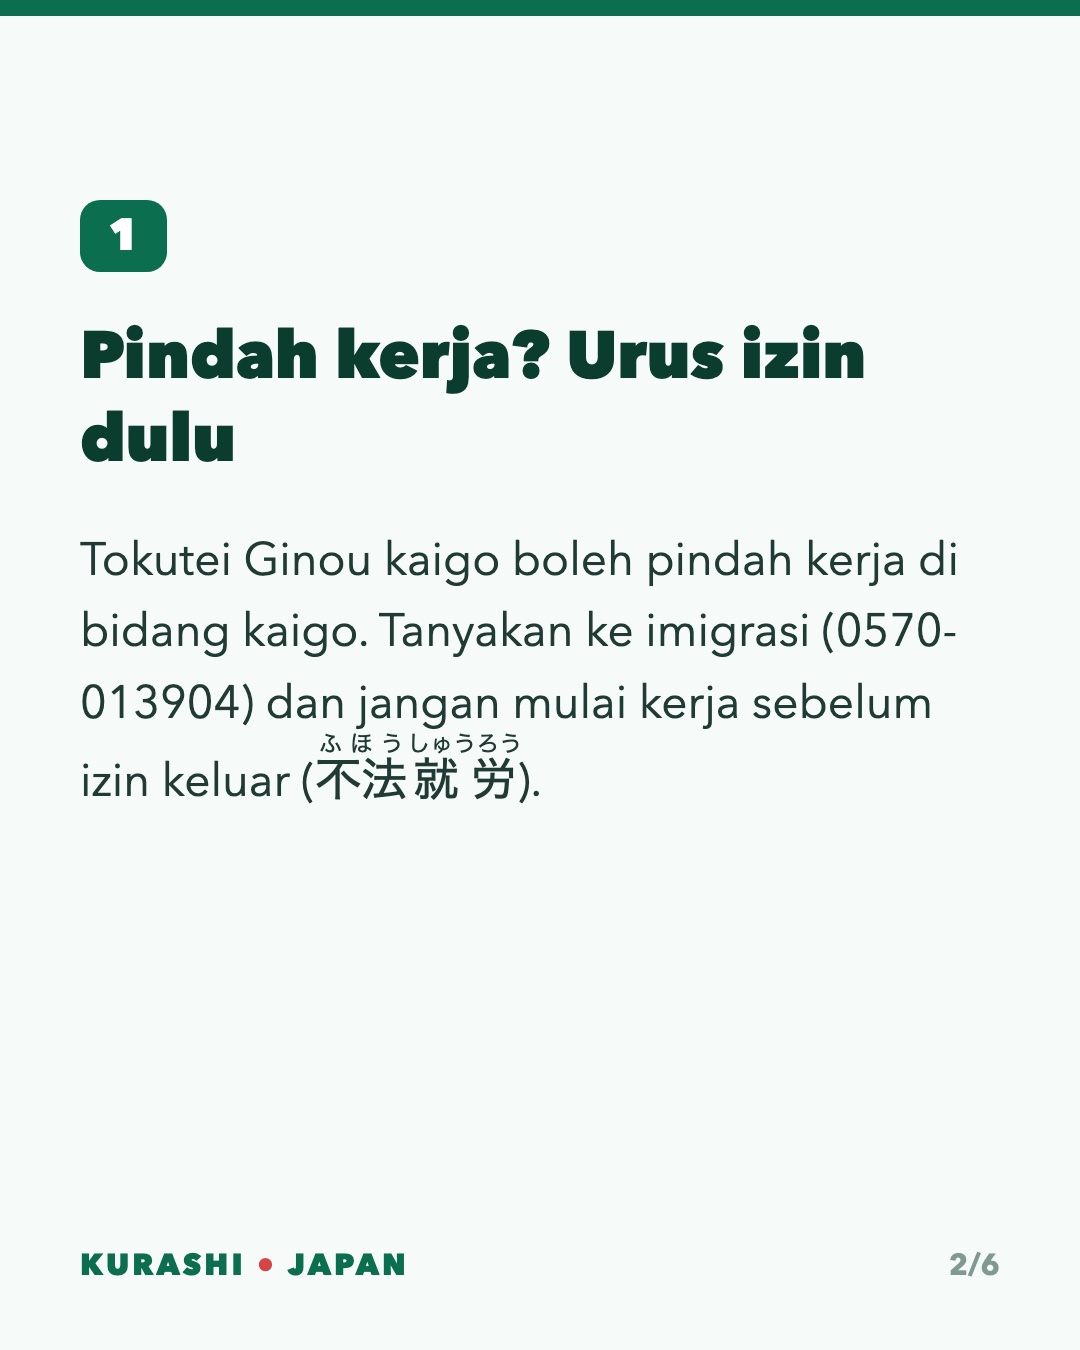 1
Pindah kerja? Urus izin
dulu
Tokutei Ginou kaigo boleh pindah kerja di
bidang kaigo. Tanyakan ke imigrasi (0570-
013904) dan jangan mulai kerja sebelum
ふほうしゅうろう
izin keluar (不法就労).
KURASHI • JAPAN
2/6